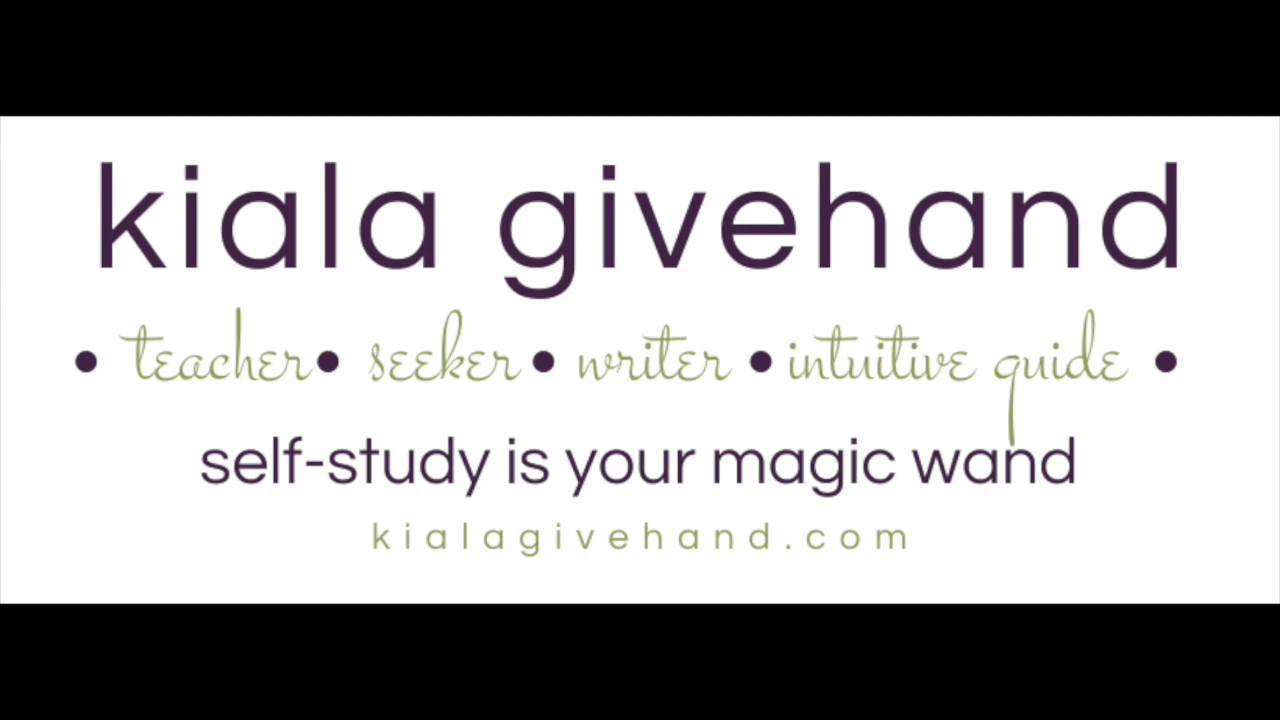 kiala givehand
• teacher • seeker • writer • intuitive guide •
self-study is your magic wand
kialagivehand.com